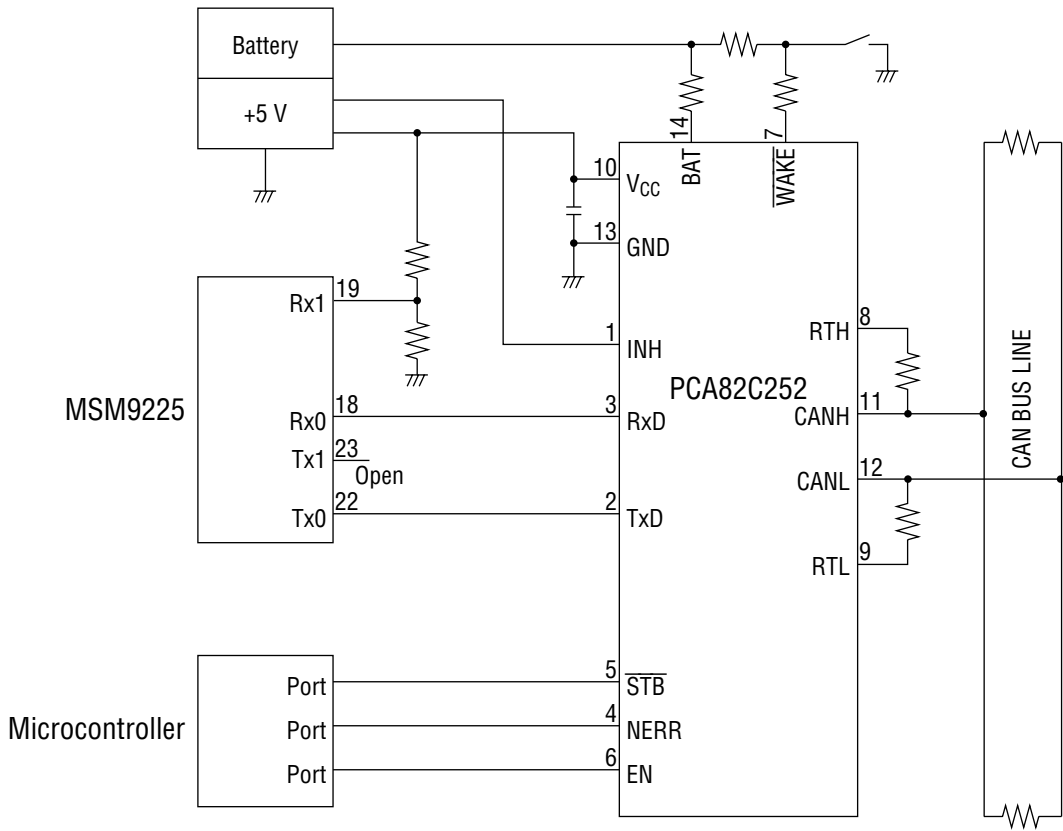 Battery
+5 V
14
BAT
7
WAKE
10
VCC
13
GND
19
Rx1
1
INH
8
RTH
PCA82C252
MSM9225
18
Rx0
3
RxD
11
CANH
CAN BUS LINE
23
Tx1
Open
12
CANL
22
Tx0
2
TxD
9
RTL
Microcontroller
Port
5
STB
Port
4
NERR
Port
6
EN